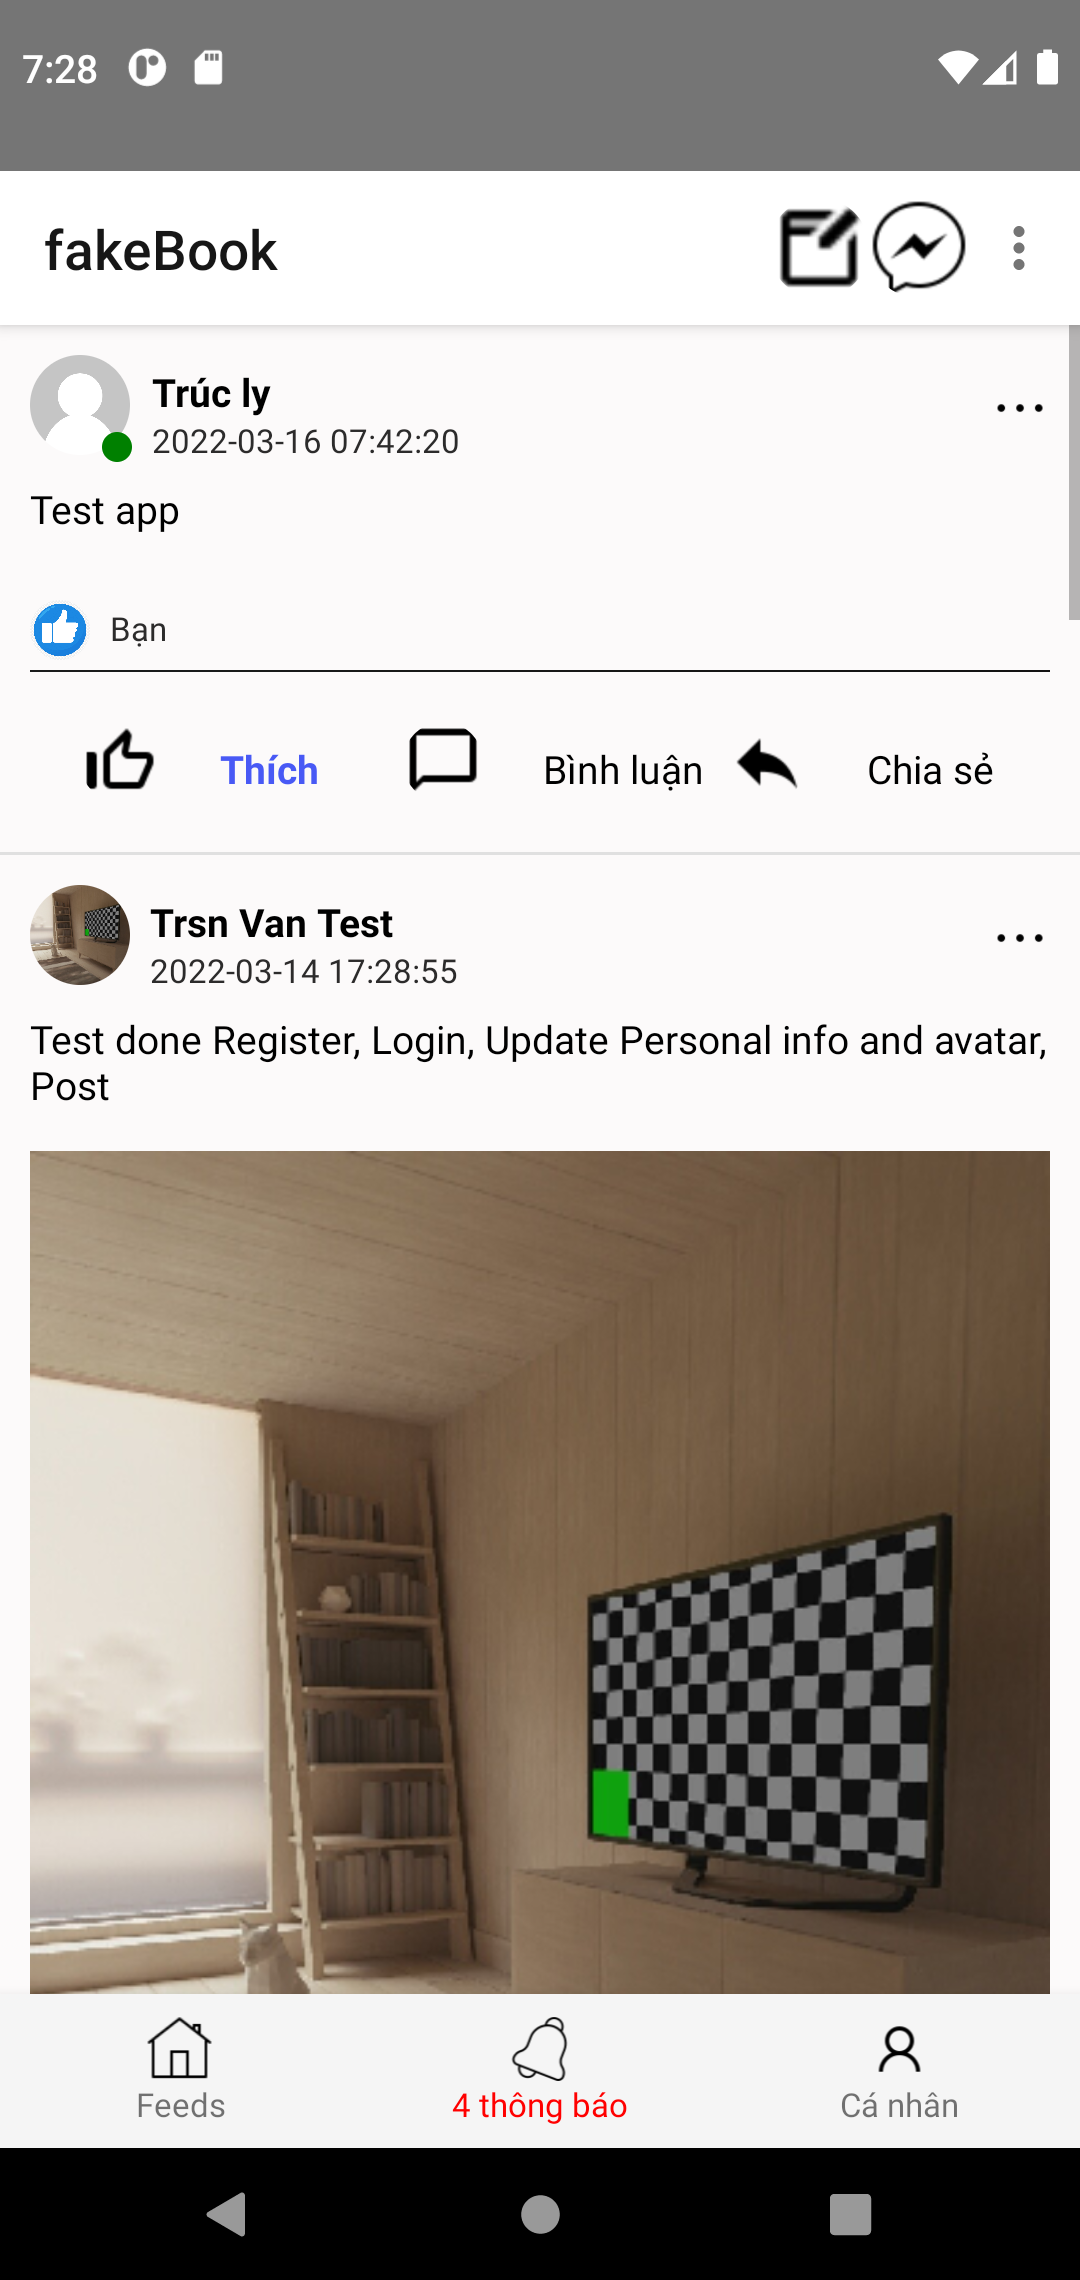 7:28
fakeBook
Trúc ly
2022-03-16 07:42:20
Test app
Bạn
Thích
Bình luận
Chia sẻ
Trsn Van Test
2022-03-14 17:28:55
Test done Register, Login, Update Personal info and avatar,
Post
Feeds
4 thông báo
Cá nhân